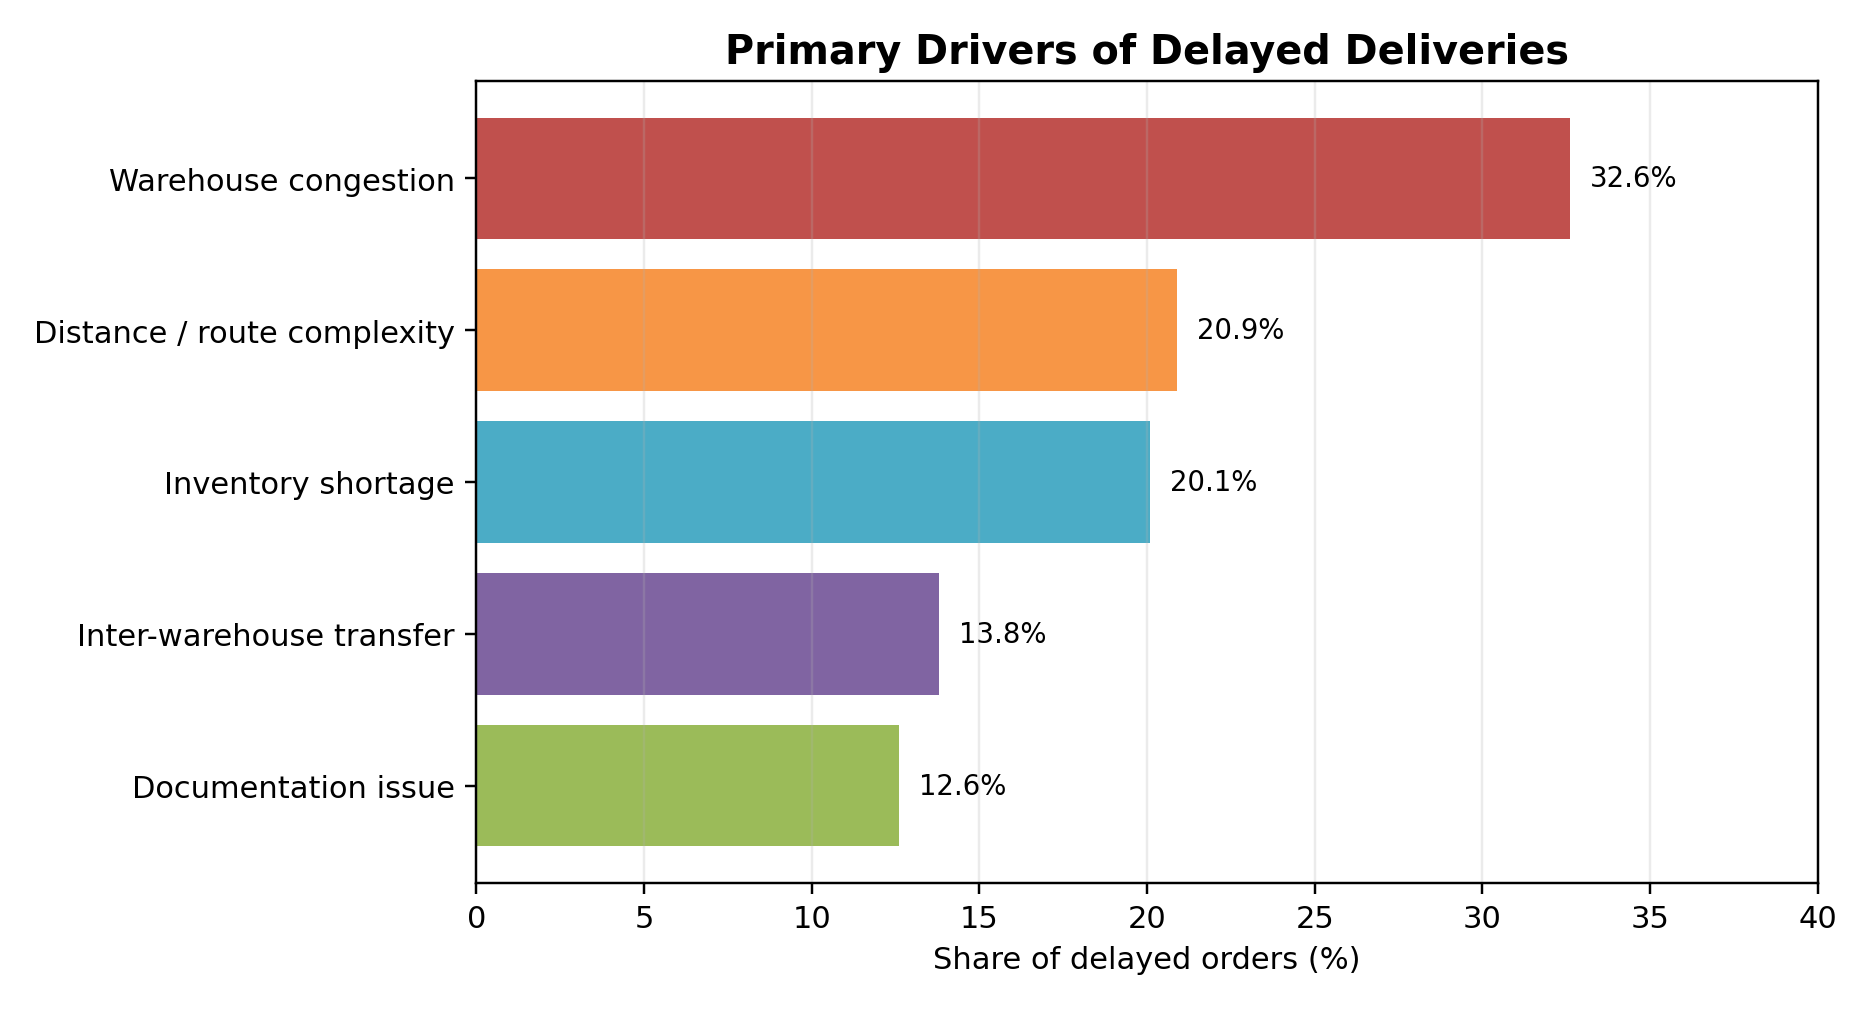 Primary Drivers of Delayed Deliveries
Warehouse congestion
32.6%
Distance / route complexity
20.9%
Inventory shortage
20.1%
Inter-warehouse transfer
13.8%
Documentation issue
12.6%
0 5 10 15 20 25 30 35 40
Share of delayed orders (%)